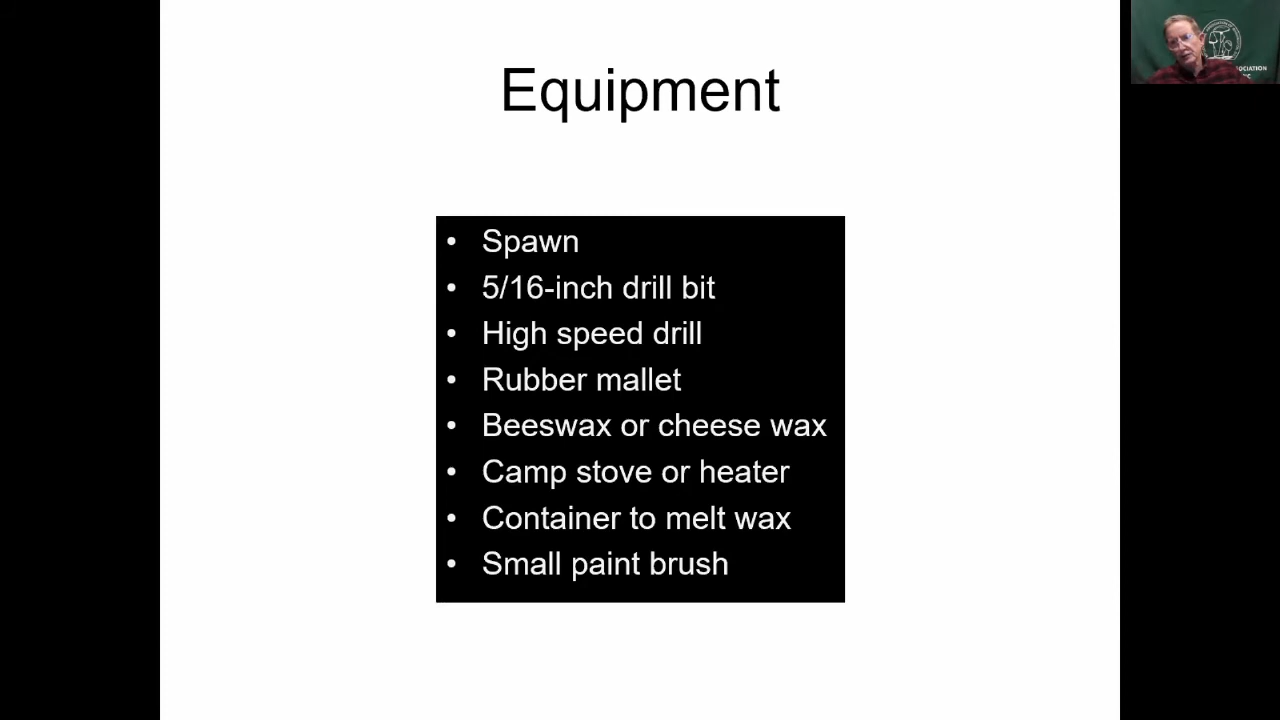 Equipment
• Spawn
• 5/16-inch drill bit
• High speed drill
• Rubber mallet
• Beeswax or cheese wax
• Camp stove or heater
• Container to melt wax
• Small paint brush